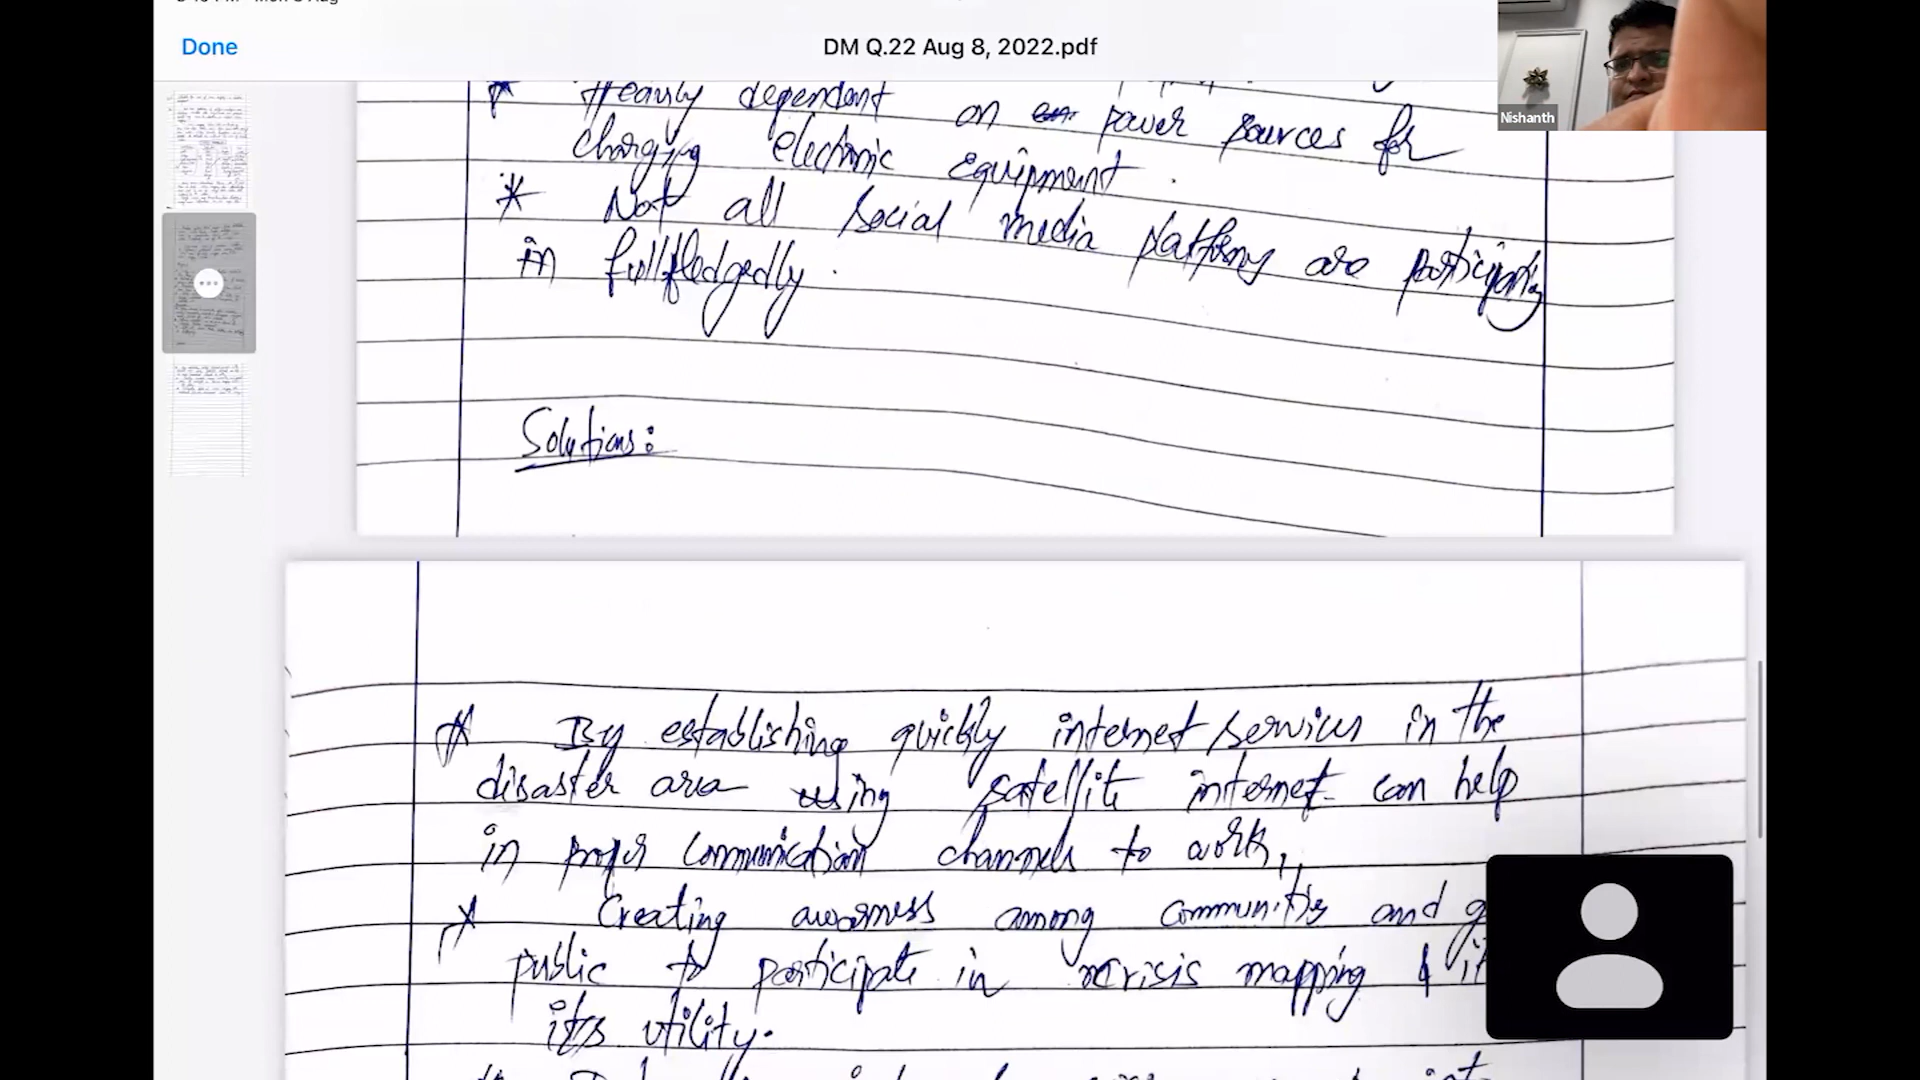 Done
DM Q.22 Aug 8, 2022.pdf
Nishanth
* Heavily dependent on power sources for
charging electronic equipment.
* Not all social media platforms are participating
in fullfledgedly.
Solutions:
* By establishing quickly internet services in the
disaster area using satellite internet can help
in proper communication channels to work,
* Creating awarness among communities and
public to participate in crisis mapping &
its utility.